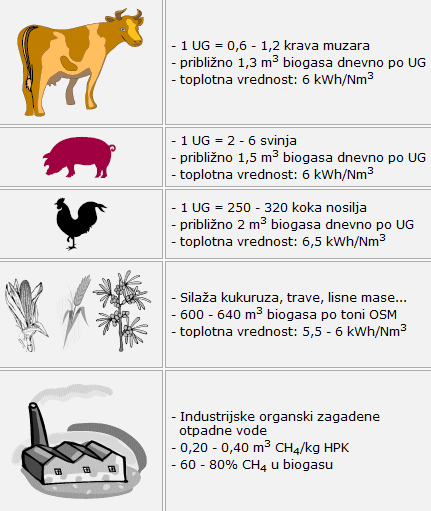 - 1 UG = 0,6 - 1,2 krava muzara
- približno 1,3 m³ biogasa dnevno po UG
- toplotna vrednost: 6 kWh/Nm³
- 1 UG = 2 - 6 svinja
- približno 1,5 m³ biogasa dnevno po UG
- toplotna vrednost: 6 kWh/Nm³
- 1 UG = 250 - 320 koka nosilja
- približno 2 m³ biogasa dnevno po UG
- toplotna vrednost: 6,5 kWh/Nm³
- Silaža kukuruza, trave, lisne mase...
- 600 - 640 m³ biogasa po toni OSM
- toplotna vrednost: 5,5 - 6 kWh/Nm³
- Industrijske organski zagađene
otpadne vode
- 0,20 - 0,40 m³ CH₄/kg HPK
- 60 - 80% CH₄ u biogasu